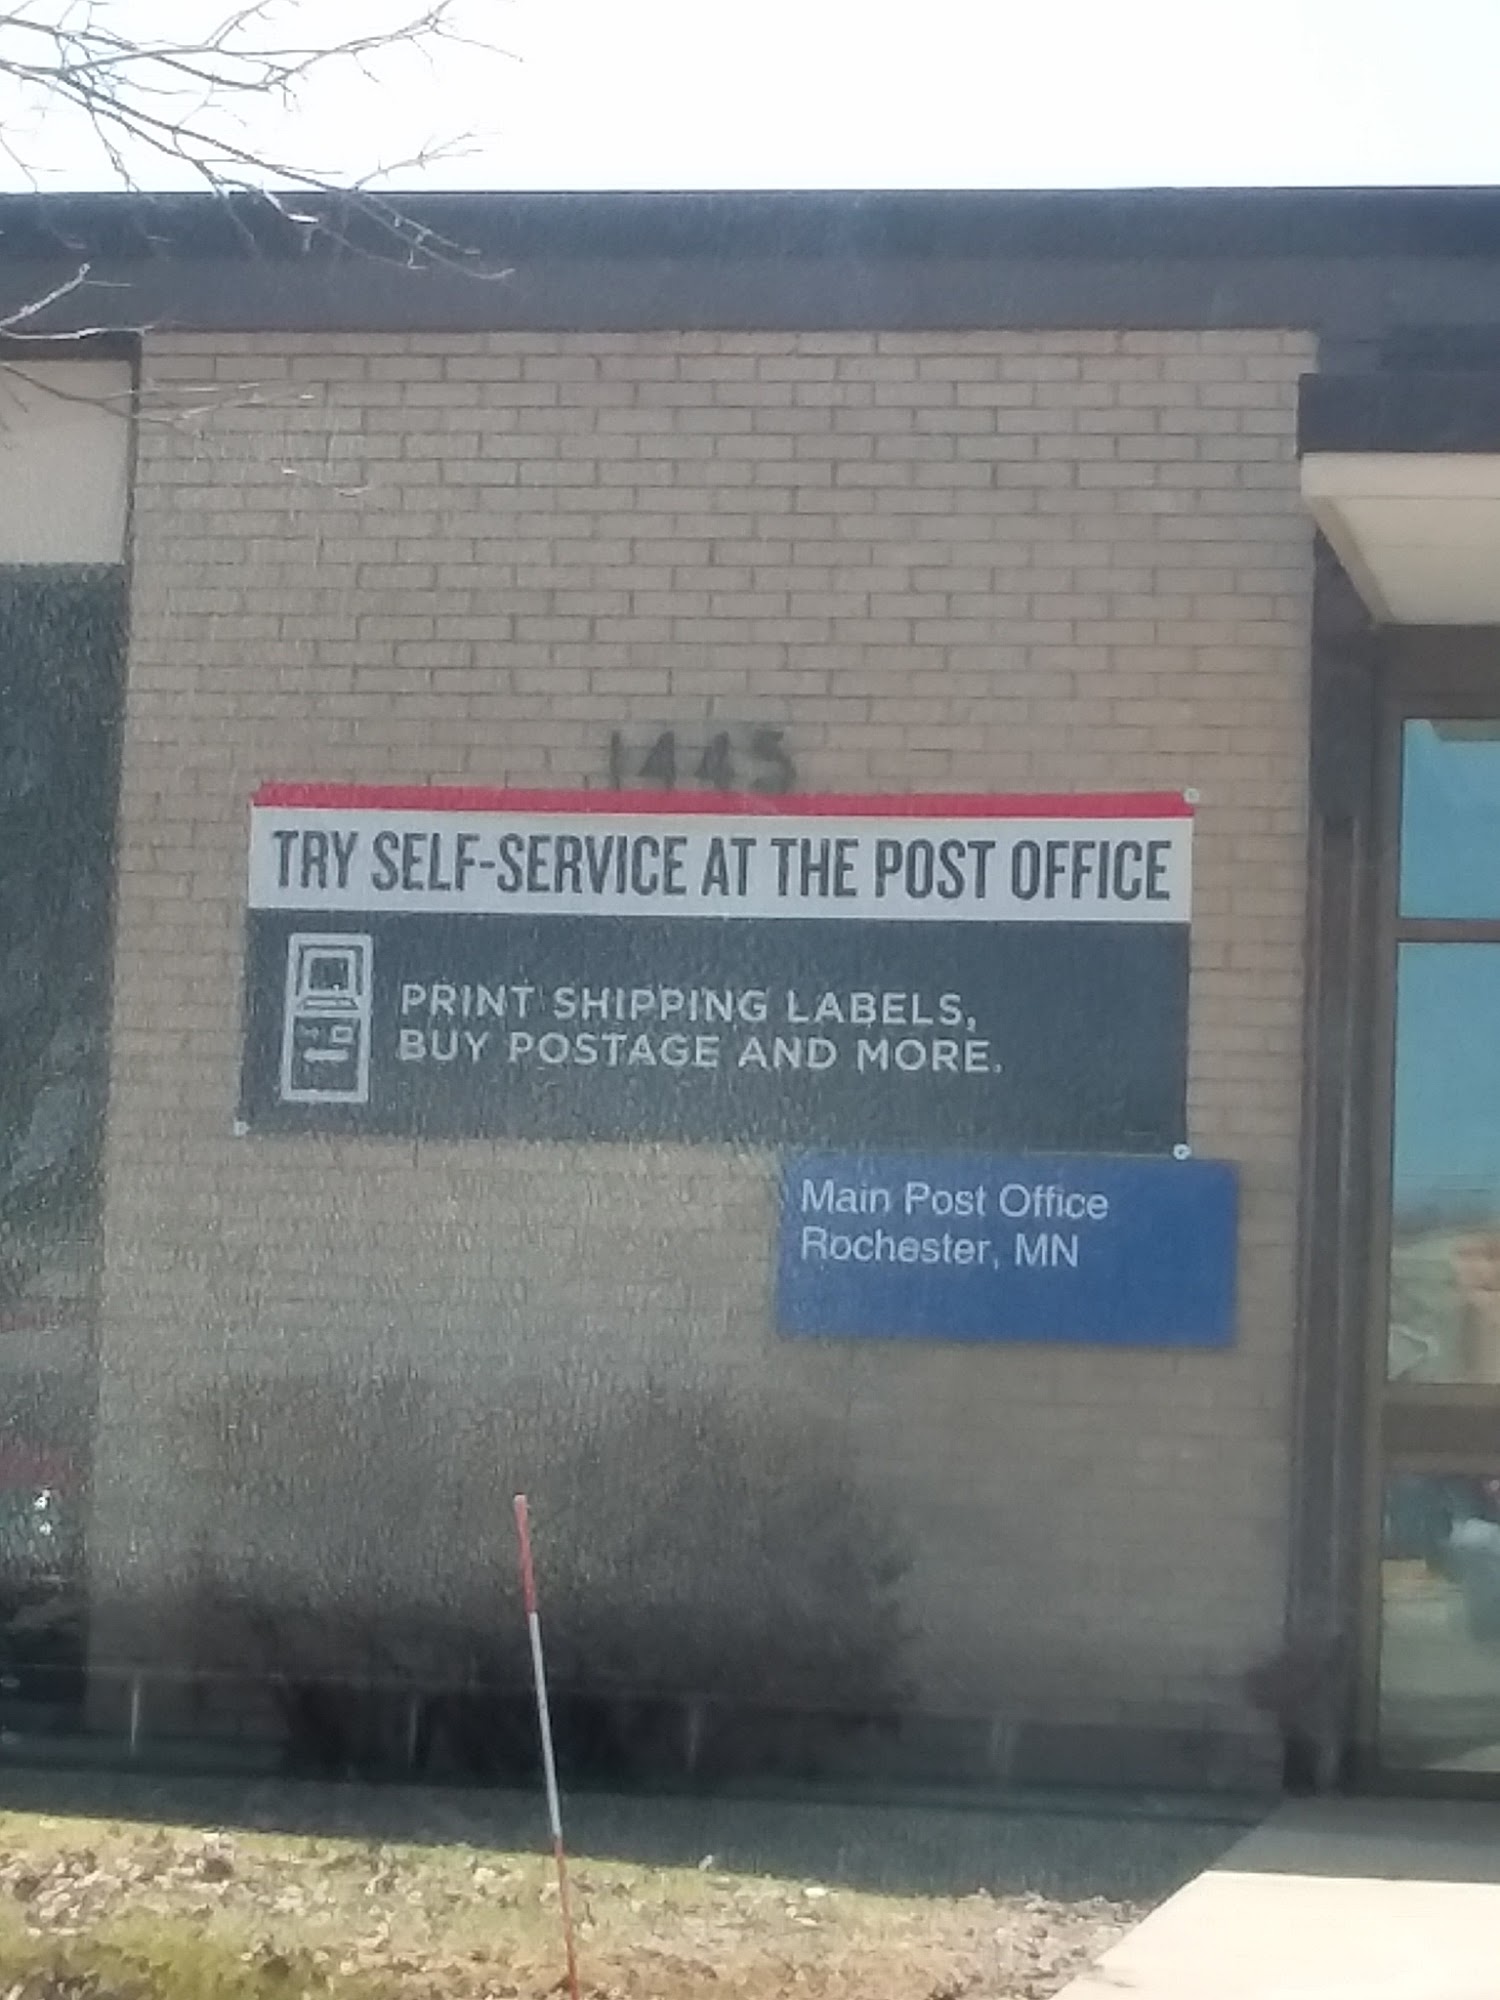 1445
TRY SELF-SERVICE AT THE POST OFFICE
PRINT SHIPPING LABELS,
BUY POSTAGE AND MORE.
Main Post Office
Rochester, MN